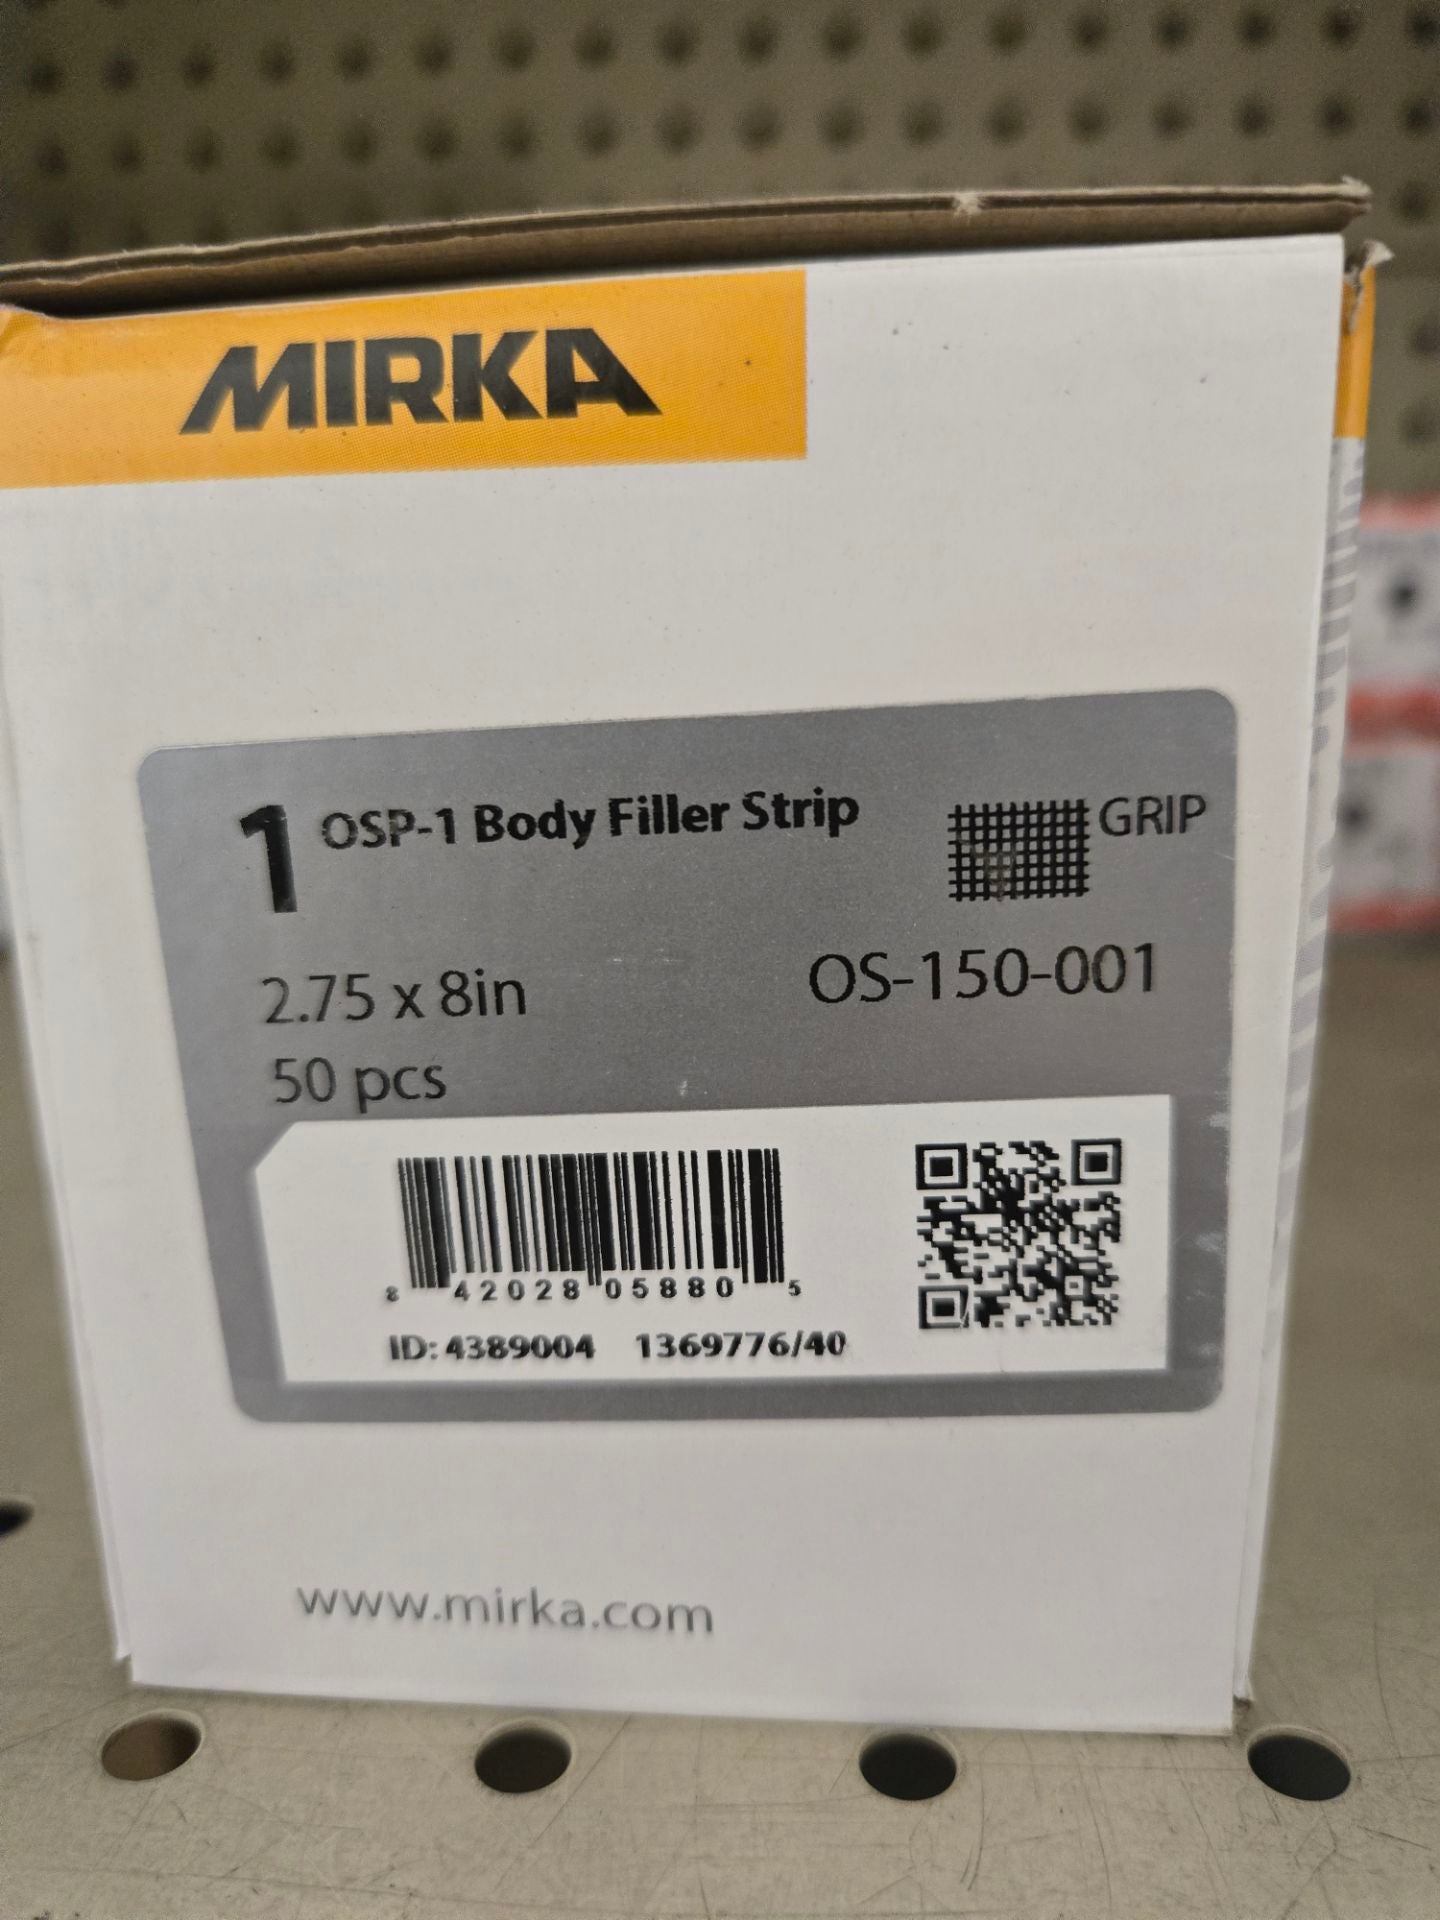 MIRKA
1 OSP-1 Body Filler Strip GRIP
2.75 x 8in OS-150-001
50 pcs
8 42028 05880 5
ID: 4389004 1369776/40
www.mirka.com